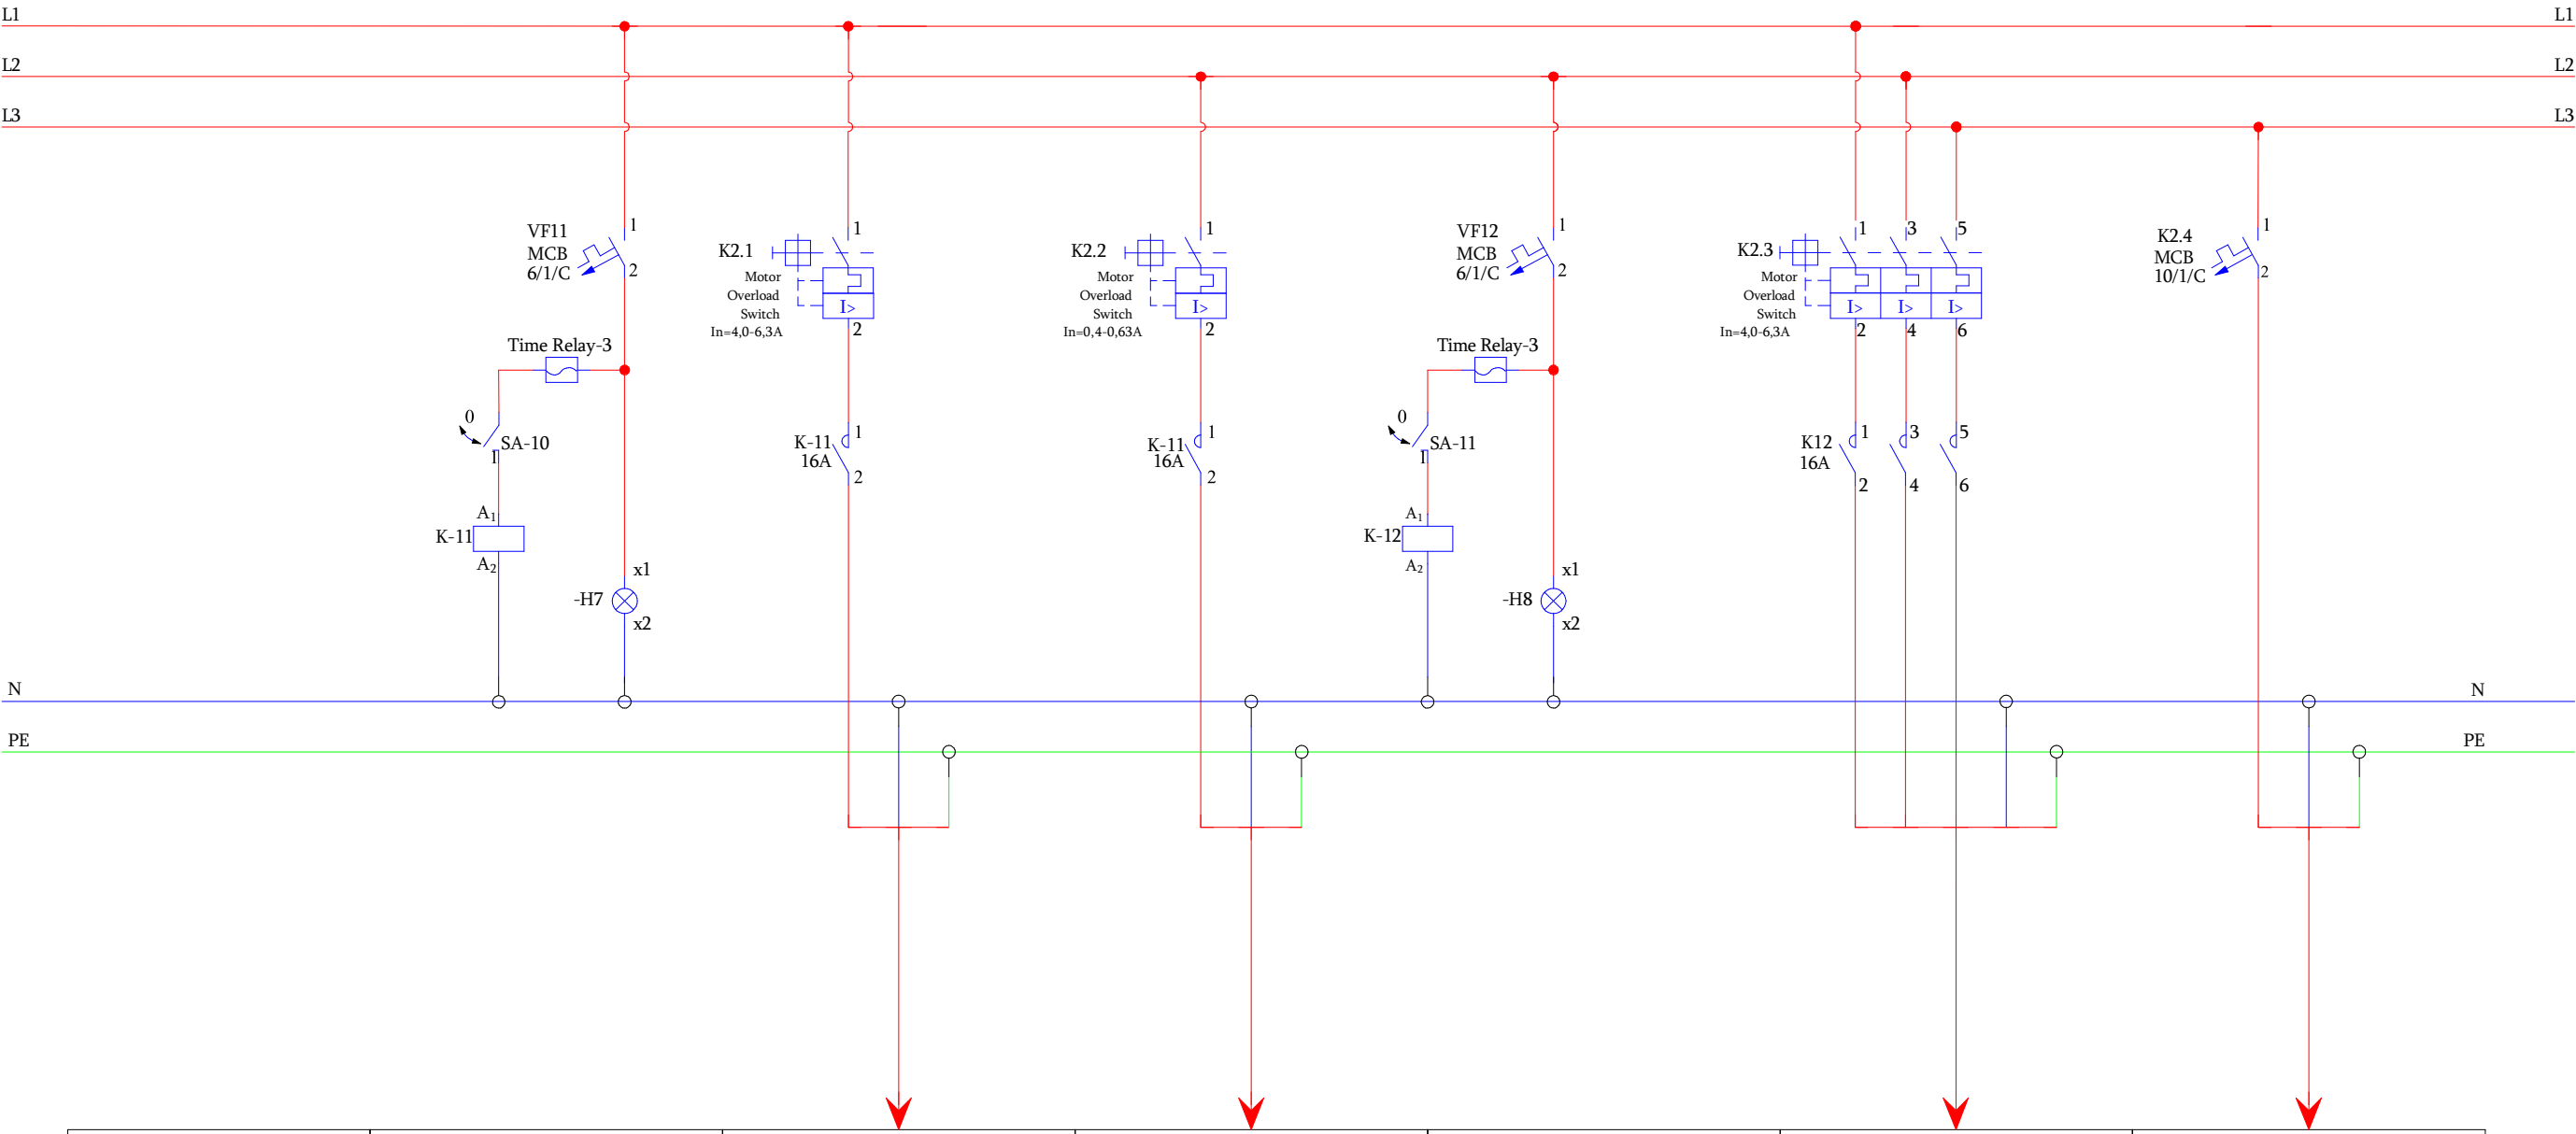 L1 L1
L2 L2
L3 L3
VF11
MCB
6/1/C
1
2
K2.1
Motor
Overload
Switch
In=4,0-6,3A
1
I>
2
K2.2
Motor
Overload
Switch
In=0,4-0,63A
1
I>
2
VF12
MCB
6/1/C
1
2
K2.3
Motor
Overload
Switch
In=4,0-6,3A
1 3 5
I> I> I>
2 4 6
K2.4
MCB
10/1/C
1
2
Time Relay-3
0
SA-10
1
A1
K-11
A2
x1
-H7
x2
K-11
16A
1
2
K-11
16A
1
2
Time Relay-3
0
SA-11
1
A1
K-12
A2
x1
-H8
x2
K12
16A
1 3 5
2 4 6
N N
PE PE